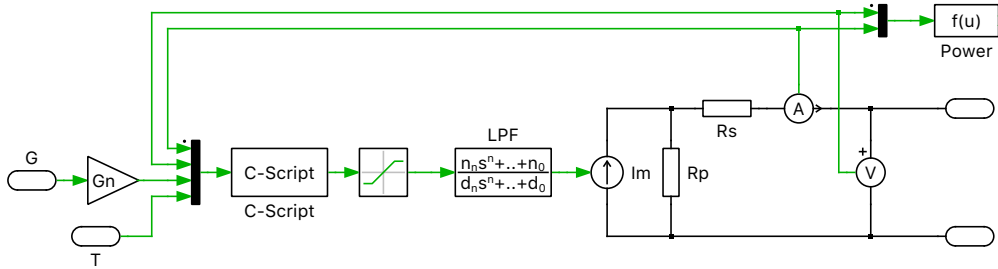 f(u)
Power
A
Rs
LPF
G
Gn
C-Script
C-Script
nₙsⁿ+..+n₀
dₙsⁿ+..+d₀
Im
Rp
+
V
T